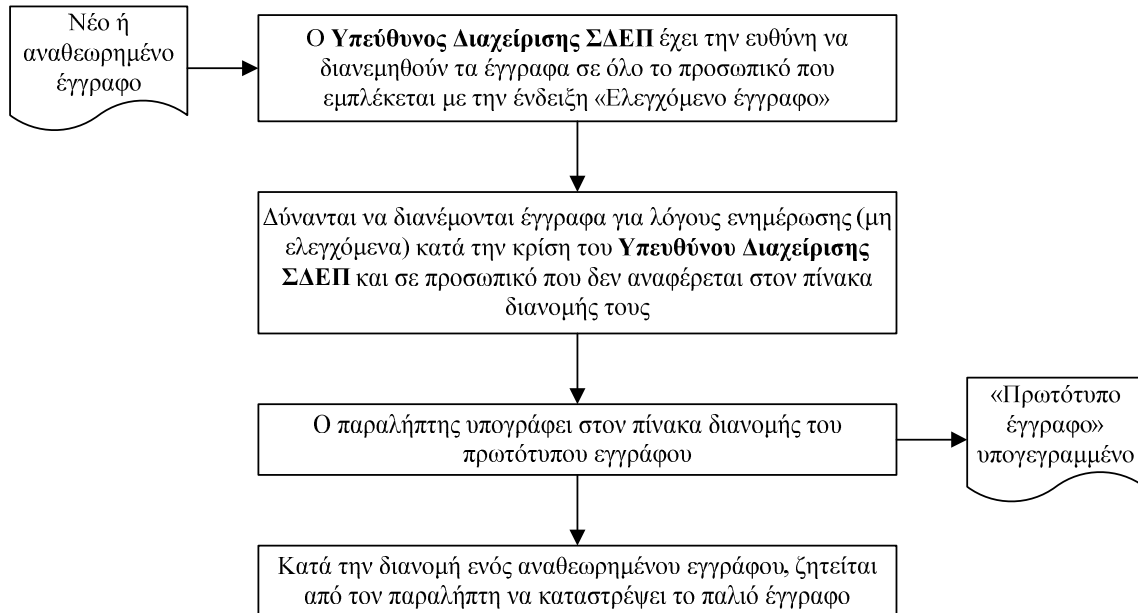 Νέο ή
αναθεωρημένο
έγγραφο
Ο Υπεύθυνος Διαχείρισης ΣΔΕΠ έχει την ευθύνη να
διανεμηθούν τα έγγραφα σε όλο το προσωπικό που
εμπλέκεται με την ένδειξη «Ελεγχόμενο έγγραφο»
Δύνανται να διανέμονται έγγραφα για λόγους ενημέρωσης (μη
ελεγχόμενα) κατά την κρίση του Υπευθύνου Διαχείρισης
ΣΔΕΠ και σε προσωπικό που δεν αναφέρεται στον πίνακα
διανομής τους
Ο παραλήπτης υπογράφει στον πίνακα διανομής του
πρωτότυπου εγγράφου
«Πρωτότυπο
έγγραφο»
υπογεγραμμένο
Κατά την διανομή ενός αναθεωρημένου εγγράφου, ζητείται
από τον παραλήπτη να καταστρέψει το παλιό έγγραφο